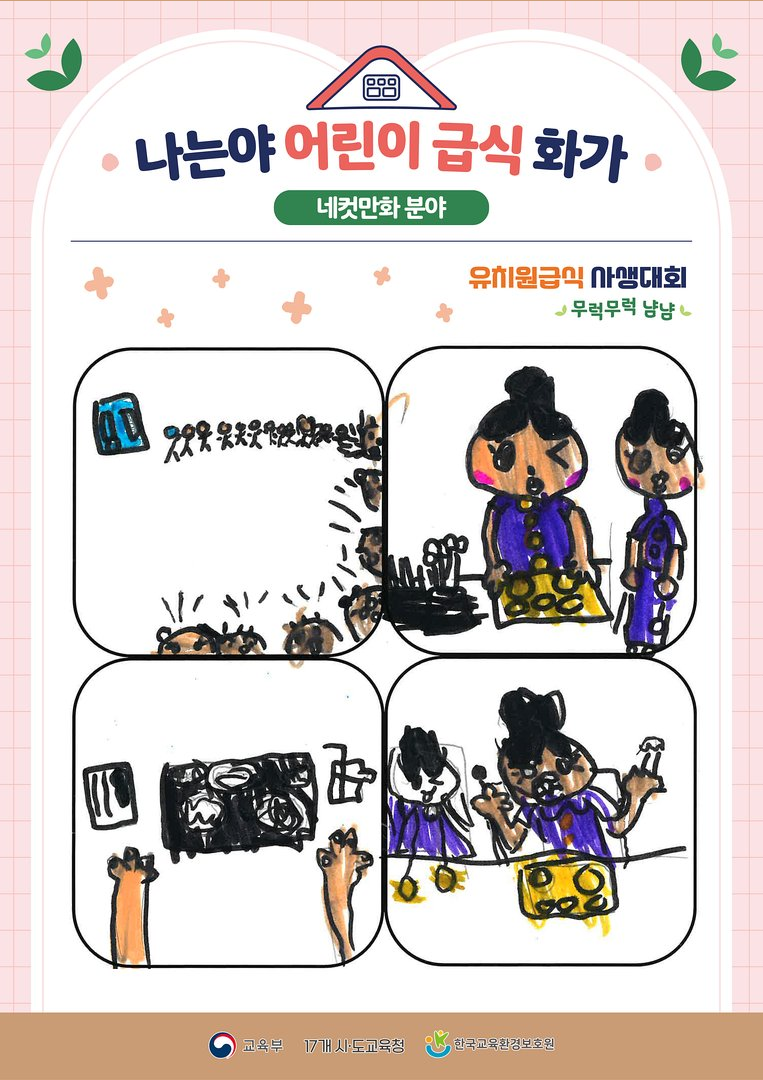 나는야 어린이 급식 화가
네컷만화 분야
유치원급식 사생대회
무럭무럭 냠냠
교육부 17개 시·도교육청 한국교육환경보호원